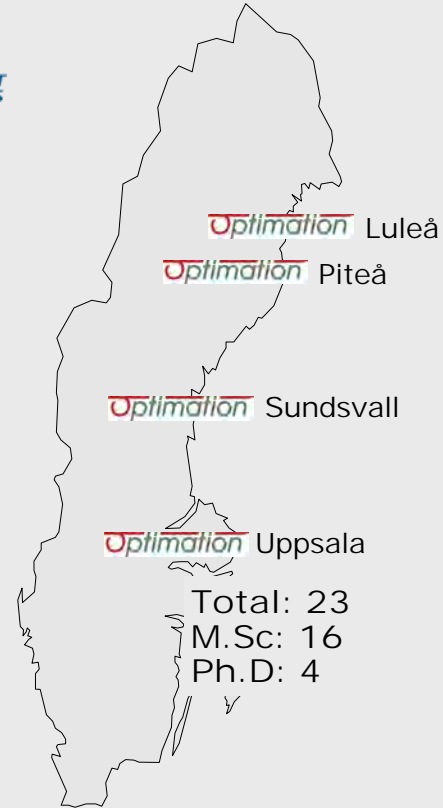 Optimation Luleå
Optimation Piteå
Optimation Sundsvall
Optimation Uppsala
Total: 23
M.Sc: 16
Ph.D: 4